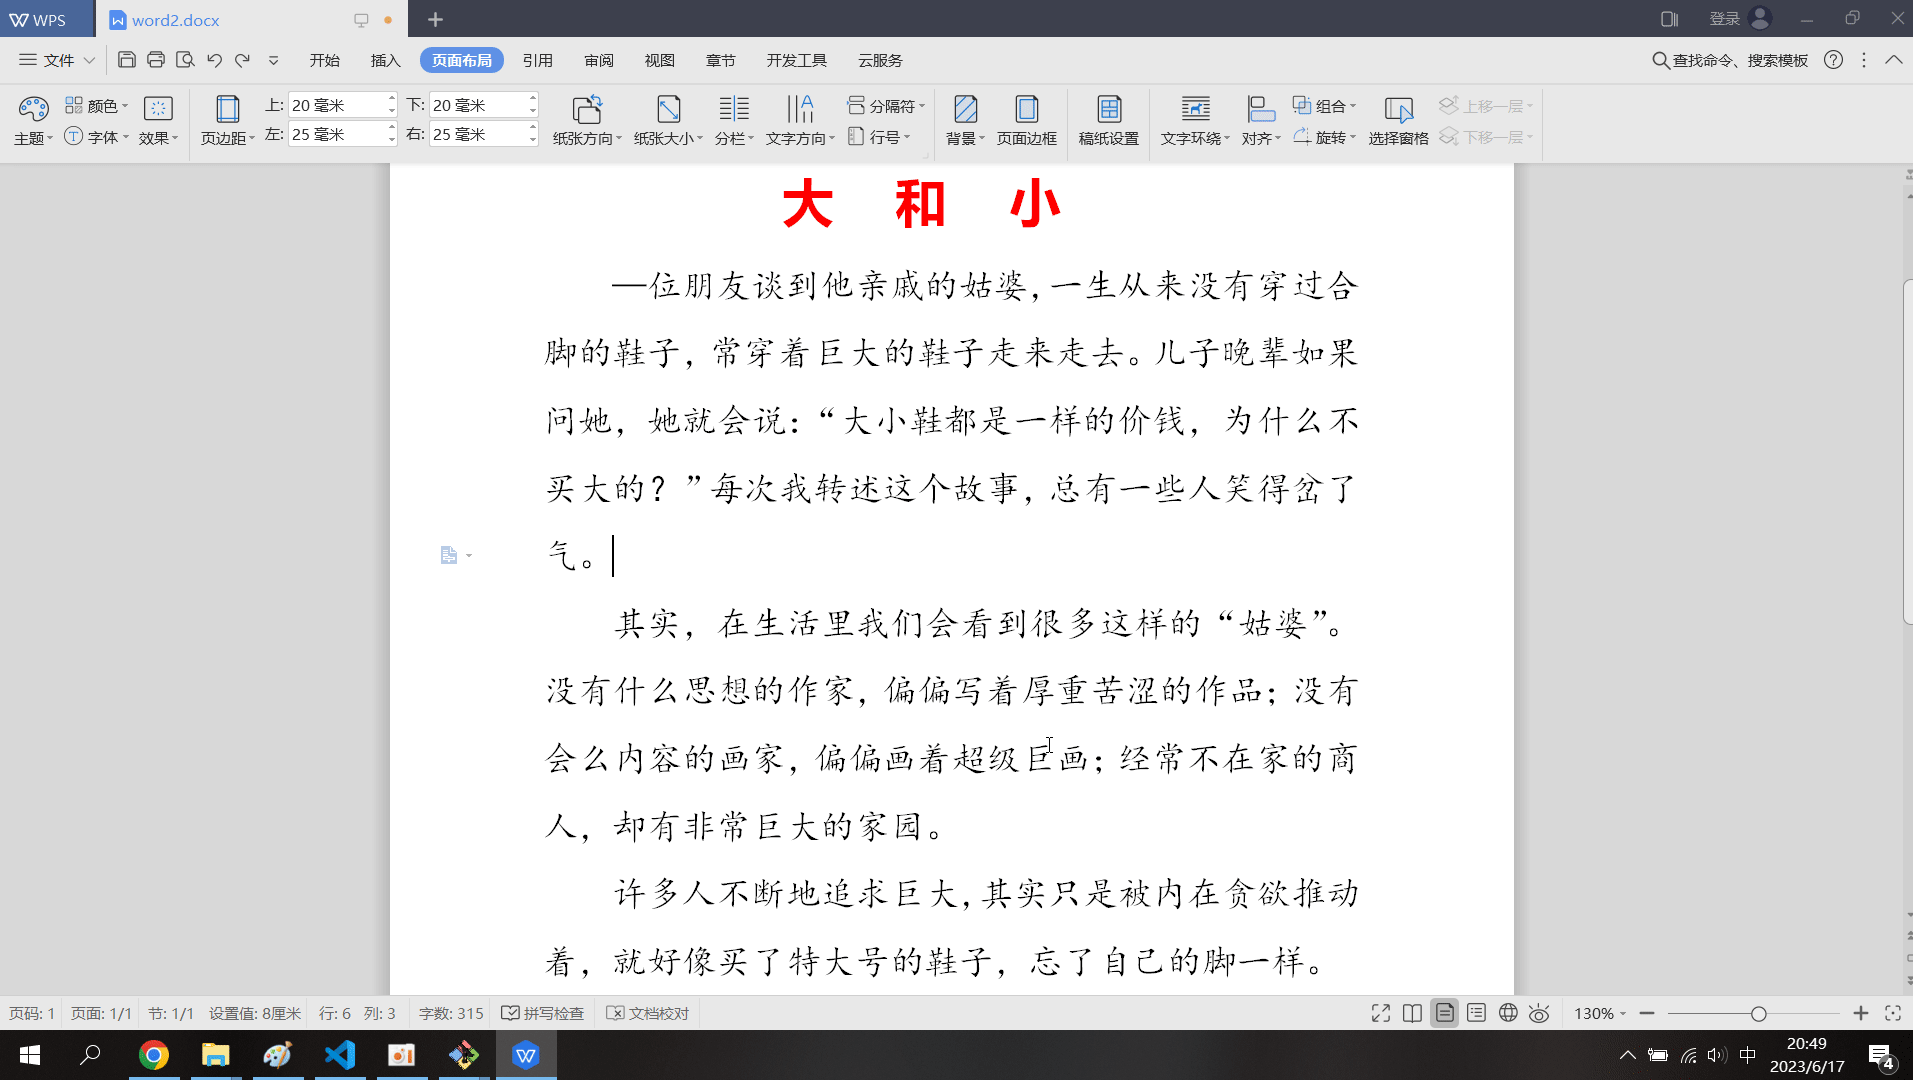 WPS
word2.docx
登录
文件
开始 插入 页面布局 引用 审阅 视图 章节 开发工具 云服务
查找命令、搜索模板
主题
颜色
字体
效果
页边距
上: 20 毫米
下: 20 毫米
左: 25 毫米
右: 25 毫米
纸张方向
纸张大小
分栏
文字方向
分隔符
行号
背景
页面边框
稿纸设置
文字环绕
对齐
组合
旋转
选择窗格
上移一层
下移一层
大 和 小
一位朋友谈到他亲戚的姑婆,一生从来没有穿过合
脚的鞋子，常穿着巨大的鞋子走来走去。儿子晚辈如果
问她，她就会说：“大小鞋都是一样的价钱，为什么不
买大的？”每次我转述这个故事，总有一些人笑得岔了
气。
其实，在生活里我们会看到很多这样的“姑婆”。
没有什么思想的作家，偏偏写着厚重苦涩的作品；没有
会么内容的画家，偏偏画着超级巨画；经常不在家的商
人，却有非常巨大的家园。
许多人不断地追求巨大,其实只是被内在贪欲推动
着，就好像买了特大号的鞋子，忘了自己的脚一样。
页码: 1 页面: 1/1 节: 1/1 设置值: 8厘米 行: 6 列: 3 字数: 315 拼写检查 文档校对
130%
中
20:49
2023/6/17
4